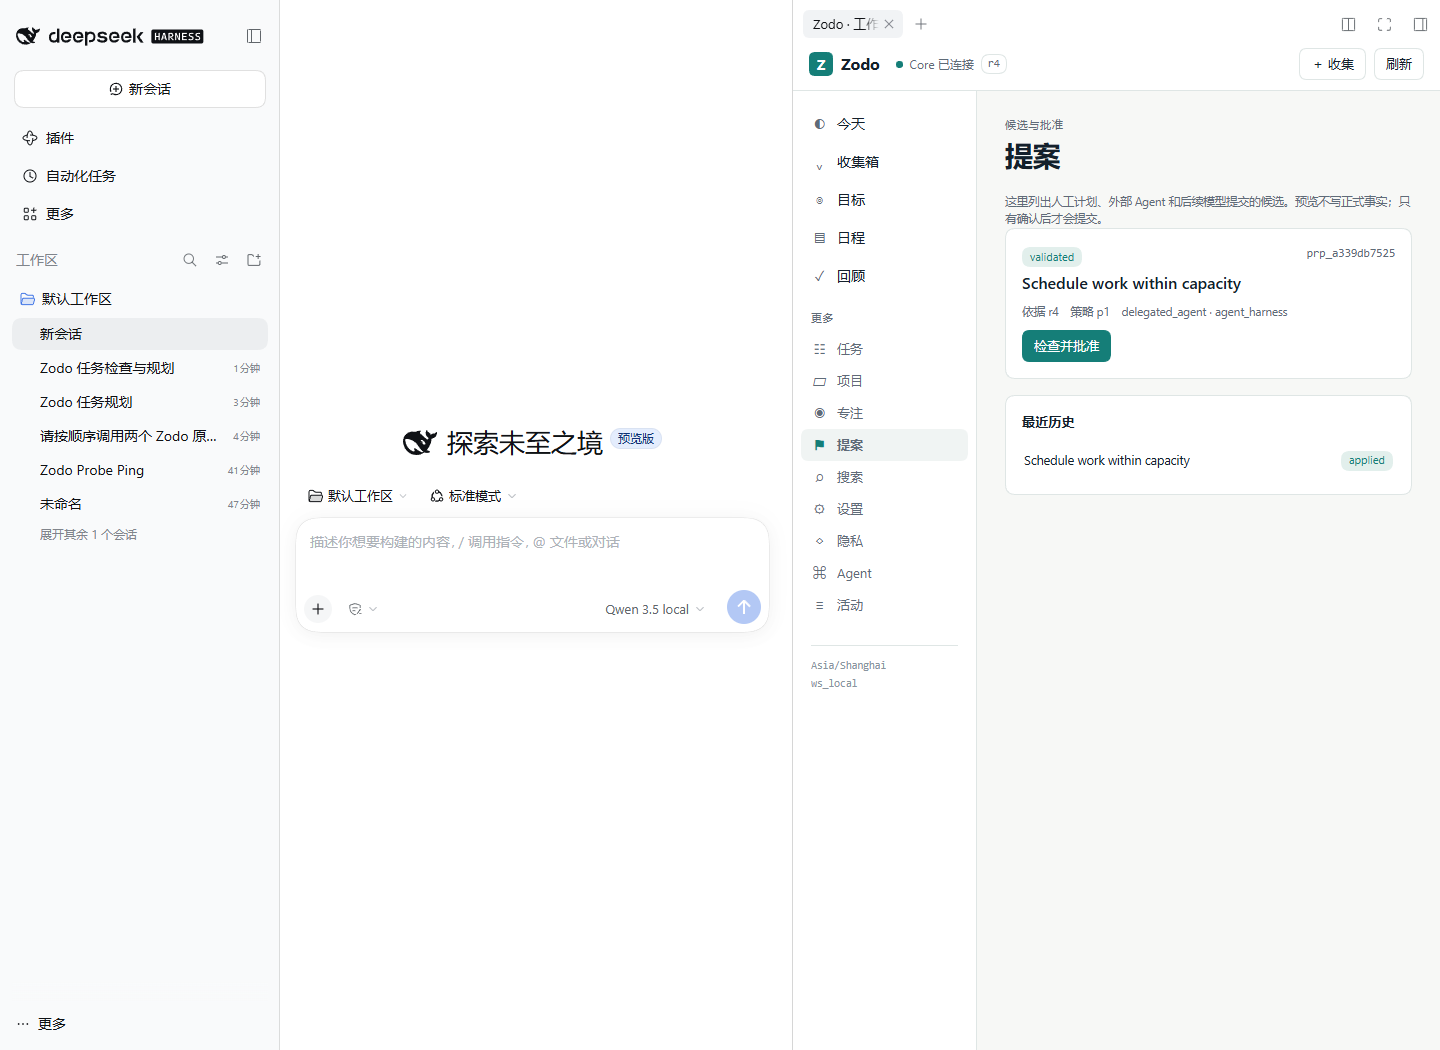 deepseek HARNESS
新会话
插件
自动化任务
更多
工作区
默认工作区
新会话
Zodo 任务检查与规划 1分钟
Zodo 任务规划 3分钟
请按顺序调用两个 Zodo 原... 4分钟
Zodo Probe Ping 41分钟
未命名 47分钟
展开其余 1 个会话
更多
探索未至之境 预览版
默认工作区 标准模式
描述你想要构建的内容, / 调用指令, @ 文件或对话
Qwen 3.5 local
Zodo · 工作
Z Zodo Core 已连接 r4
+ 收集 刷新
今天
收集箱
目标
日程
回顾
更多
任务
项目
专注
提案
搜索
设置
隐私
Agent
活动
Asia/Shanghai
ws_local
候选与批准
提案
这里列出人工计划、外部 Agent 和后续模型提交的候选。预览不写正式事实；只
有确认后才会提交。
validated prp_a339db7525
Schedule work within capacity
依据 r4 策略 p1 delegated_agent · agent_harness
检查并批准
最近历史
Schedule work within capacity applied